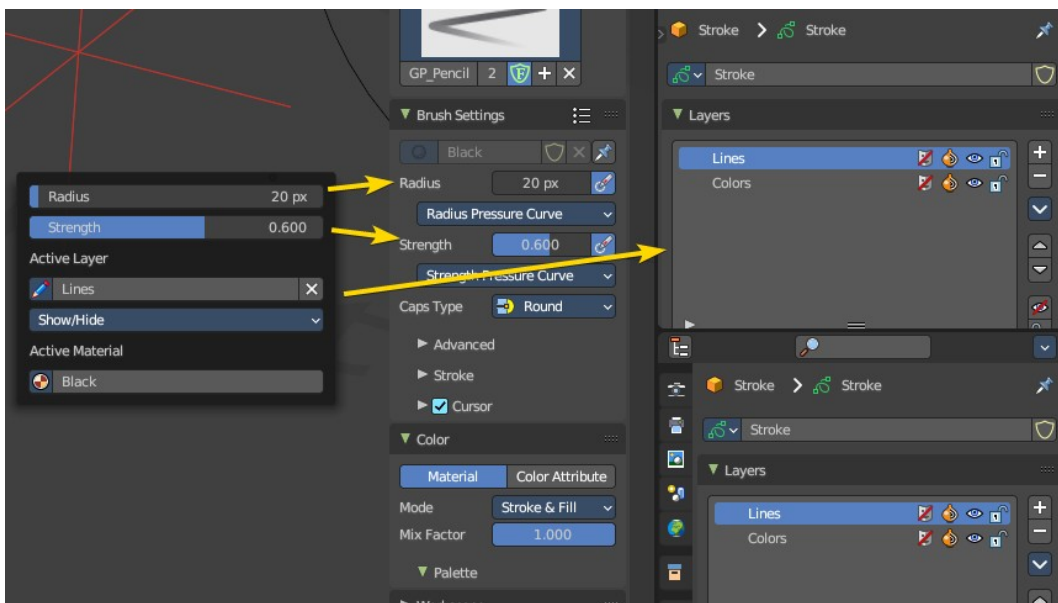 GP_Pencil 2 F
Brush Settings
Black
Radius 20 px
Radius Pressure Curve
Strength 0.600
Strength Pressure Curve
Caps Type Round
Advanced
Stroke
Cursor
Color
Material Color Attribute
Mode Stroke & Fill
Mix Factor 1.000
Palette
Radius 20 px
Strength 0.600
Active Layer
Lines
Show/Hide
Active Material
Black
Stroke Stroke
Stroke
Layers
Lines
Colors
Stroke Stroke
Stroke
Layers
Lines
Colors